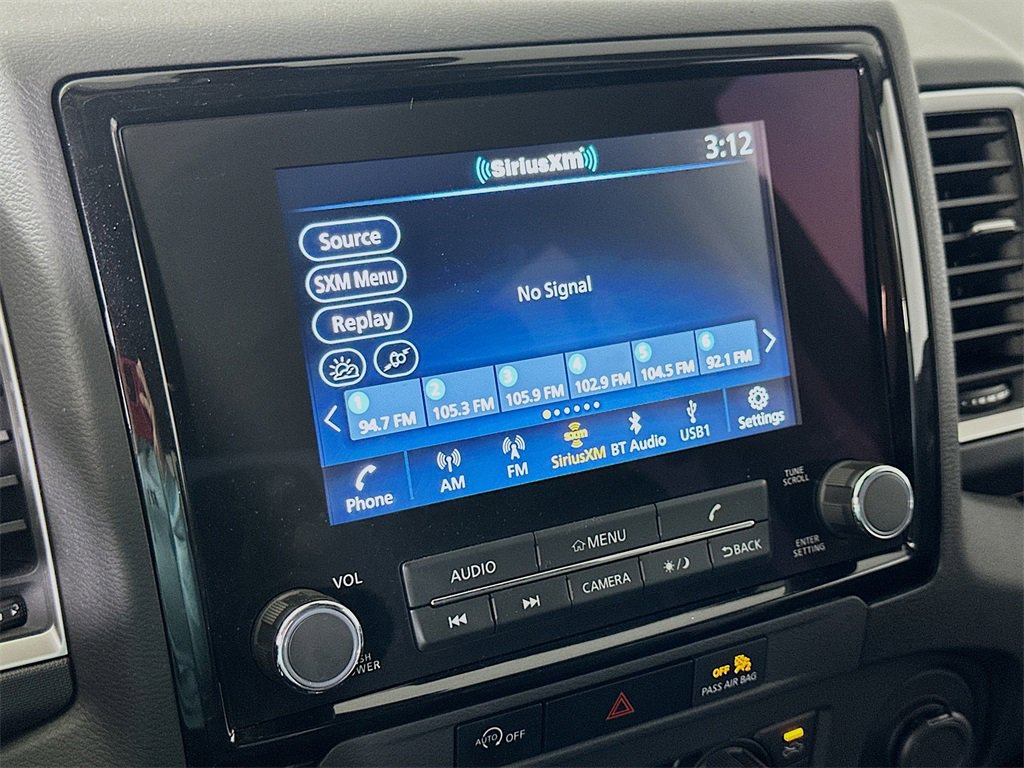 SiriusXM
3:12
Source
SXM Menu
No Signal
Replay
1 2 3 4 5 6
94.7 FM 105.3 FM 105.9 FM 102.9 FM 104.5 FM 92.1 FM
Phone AM FM SiriusXM BT Audio USB1 Settings
sxm
TUNE
SCROLL
VOL
AUDIO MENU
CAMERA BACK
ENTER
SETTING
OFF 2
PASS AIR BAG
AUTO OFF